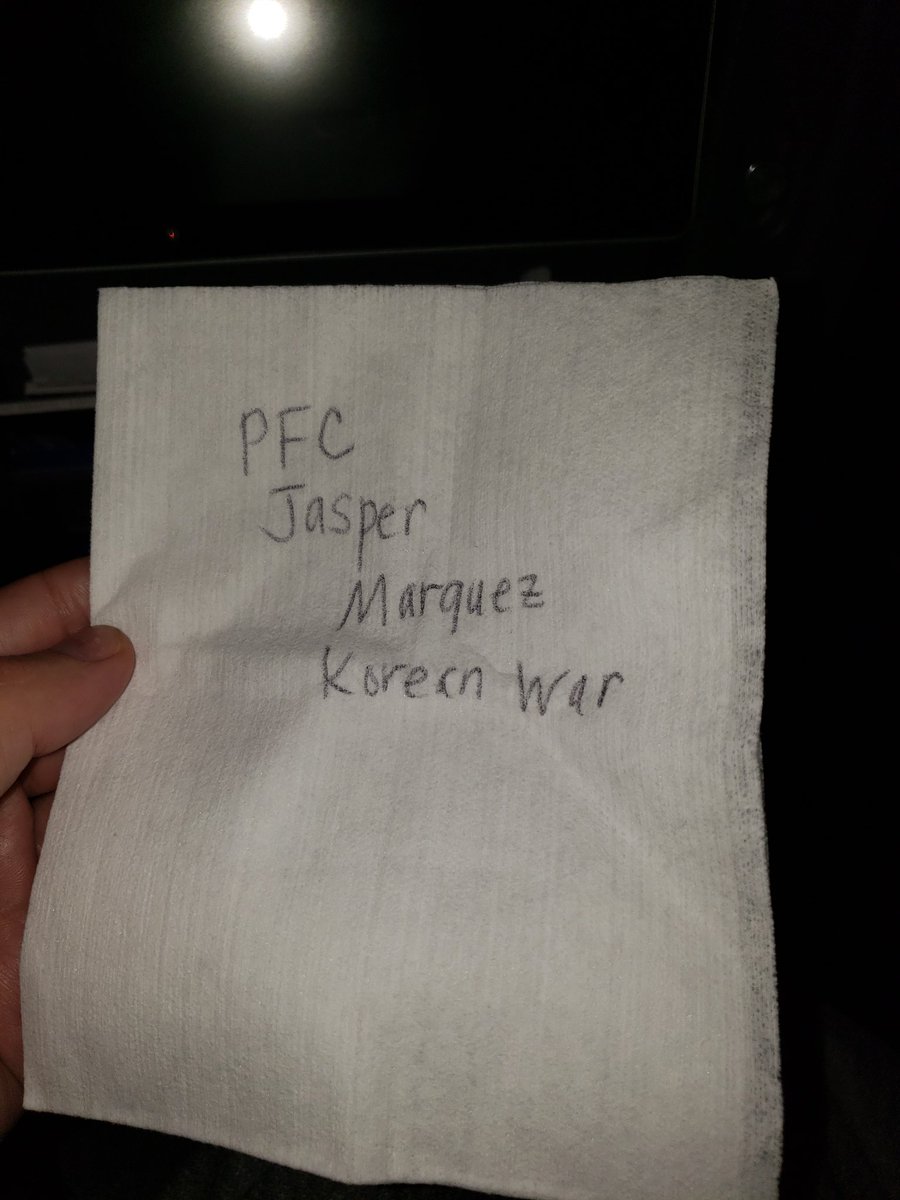 PFC
Jasper
Marquez
Korean War